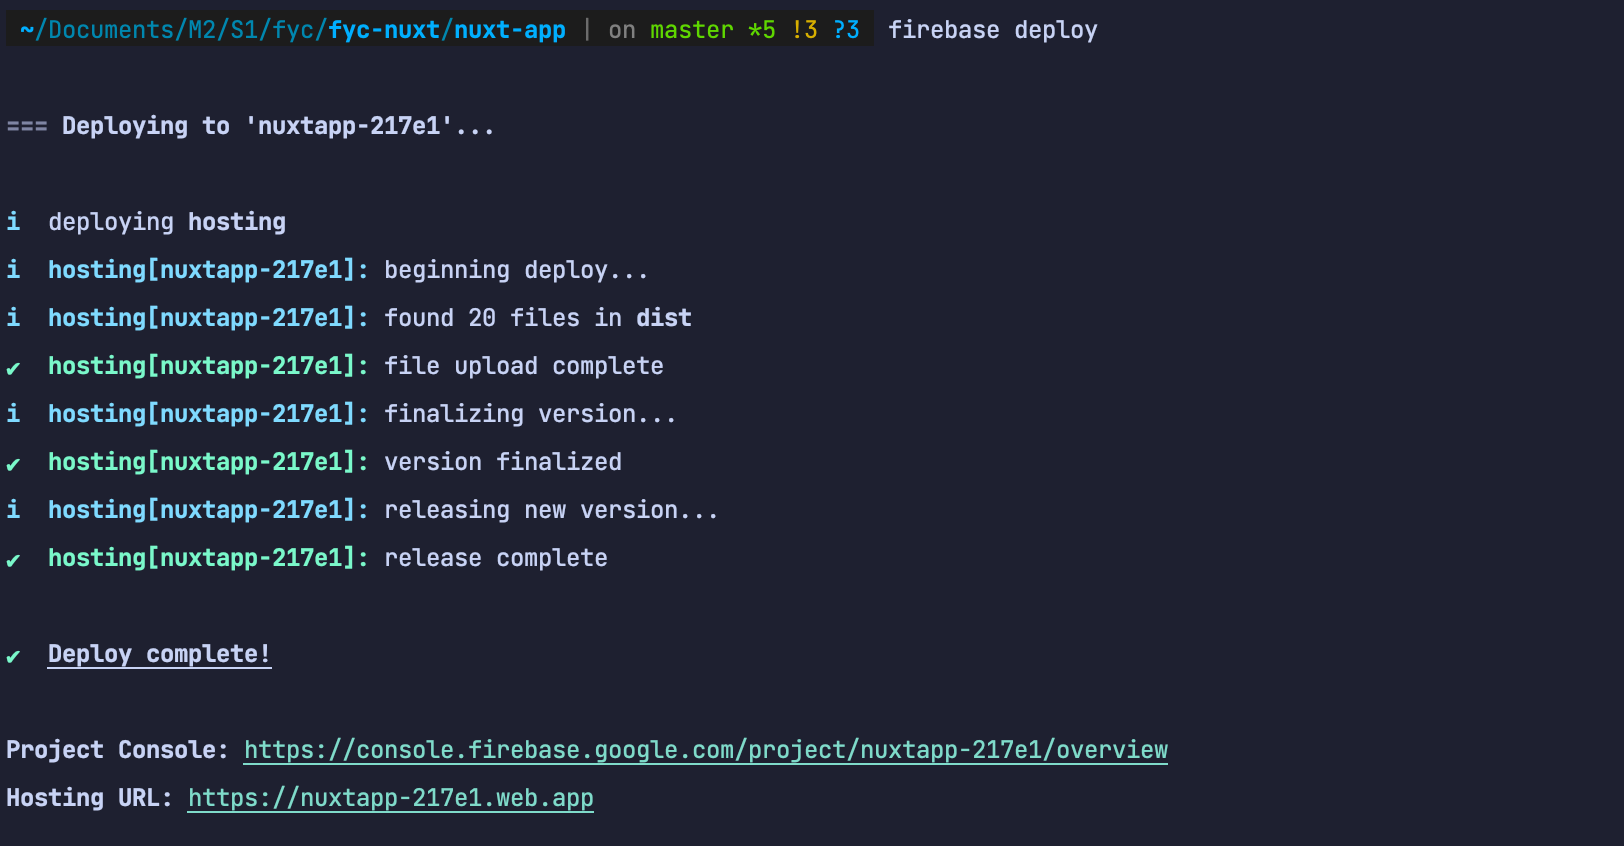 ~/Documents/M2/S1/fyc/fyc-nuxt/nuxt-app | on master *5 !3 ?3 firebase deploy
=== Deploying to 'nuxtapp-217e1'...
i deploying hosting
i hosting[nuxtapp-217e1]: beginning deploy...
i hosting[nuxtapp-217e1]: found 20 files in dist
✔ hosting[nuxtapp-217e1]: file upload complete
i hosting[nuxtapp-217e1]: finalizing version...
✔ hosting[nuxtapp-217e1]: version finalized
i hosting[nuxtapp-217e1]: releasing new version...
✔ hosting[nuxtapp-217e1]: release complete
✔ Deploy complete!
Project Console: https://console.firebase.google.com/project/nuxtapp-217e1/overview
Hosting URL: https://nuxtapp-217e1.web.app